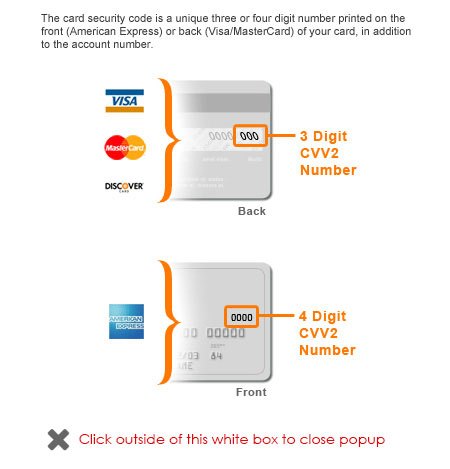 The card security code is a unique three or four digit number printed on the
front (American Express) or back (Visa/MasterCard) of your card, in addition
to the account number.
VISA
MasterCard
DISCOVER
CARD
0000 000
3 Digit
CVV2
Number
Back
AMERICAN
EXPRESS
0000
4 Digit
CVV2
Number
00 00000
/03 04
Front
Click outside of this white box to close popup